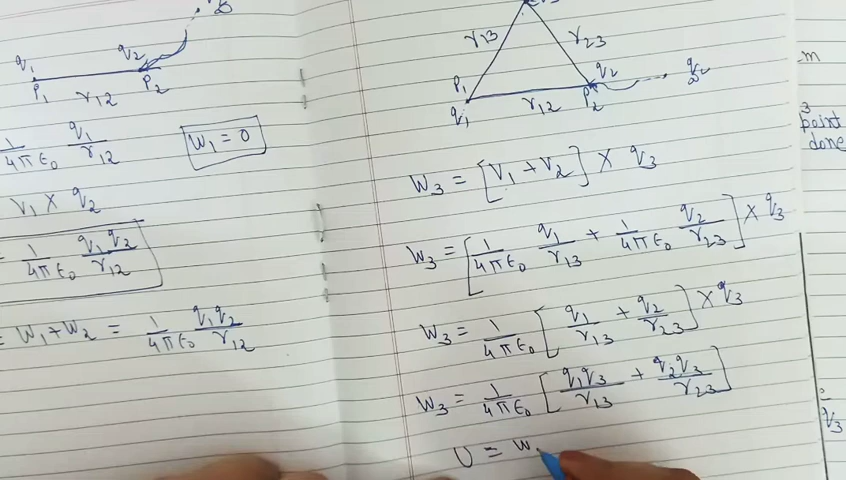 ∞
q₁ q₂
P₁ r₁₂ P₂
1/4πε₀ q₁/r₁₂
W₁ = 0
V₁ × q₂
= 1/4πε₀ q₁q₂/r₁₂
= W₁ + W₂ = 1/4πε₀ q₁q₂/r₁₂
r₁₃ r₂₃
P₁ q₂ q₂
q₁ r₁₂ P₂ ∞
W₃ = [V₁ + V₂] × q₃
W₃ = [1/4πε₀ q₁/r₁₃ + 1/4πε₀ q₂/r₂₃] × q₃
W₃ = 1/4πε₀ [q₁/r₁₃ + q₂/r₂₃] × q₃
W₃ = 1/4πε₀ [q₁q₃/r₁₃ + q₂q₃/r₂₃]
U = W
m
3
point
done
q₃